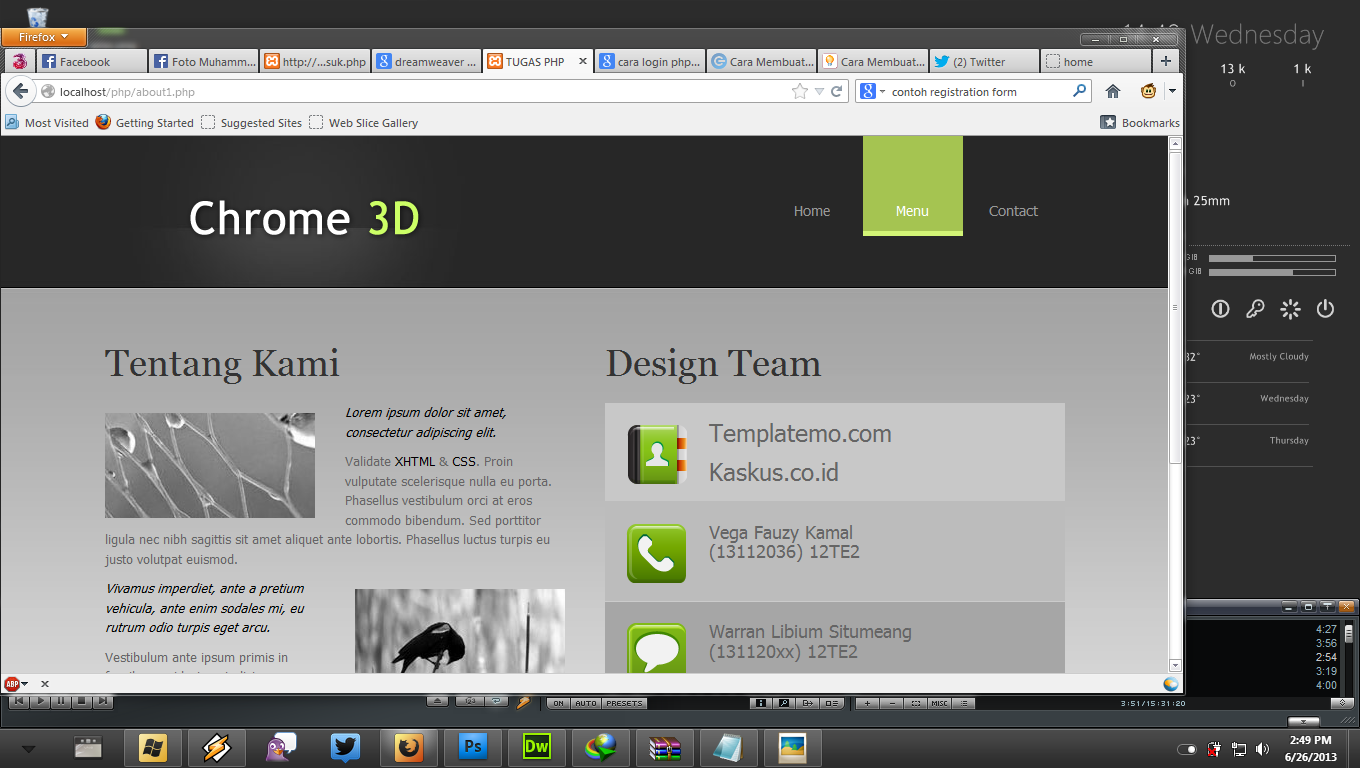 Wednesday
Firefox
Facebook
Foto Muhamm...
http://...suk.php
dreamweaver ...
TUGAS PHP
cara login php...
Cara Membuat...
Cara Membuat...
(2) Twitter
home
13 k
1 k
O
I
localhost/php/about1.php
contoh registration form
Most Visited
Getting Started
Suggested Sites
Web Slice Gallery
Bookmarks
Chrome 3D
Home
Menu
Contact
25mm
GIB
GIB
Mostly Cloudy
23°
Wednesday
23°
Thursday
Tentang Kami
Lorem ipsum dolor sit amet,
consectetur adipiscing elit.
Validate XHTML & CSS. Proin
vulputate scelerisque nulla eu porta.
Phasellus vestibulum orci at eros
commodo bibendum. Sed porttitor
ligula nec nibh sagittis sit amet aliquet ante lobortis. Phasellus luctus turpis eu
justo volutpat euismod.
Vivamus imperdiet, ante a pretium
vehicula, ante enim sodales mi, eu
rutrum odio turpis eget arcu.
Vestibulum ante ipsum primis in
Design Team
Templatemo.com
Kaskus.co.id
Vega Fauzy Kamal
(13112036) 12TE2
Warran Libium Situmeang
(131120xx) 12TE2
4:27
3:56
2:54
3:19
4:00
ABP
ON
AUTO
PRESETS
MISC
3:51/15:31:20
Ps
Dw
2:49 PM
6/26/2013